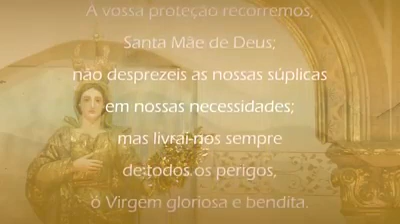 À vossa proteção recorremos,
Santa Mãe de Deus;
não desprezeis as nossas súplicas
em nossas necessidades;
mas livrai-nos sempre
de todos os perigos,
ó Virgem gloriosa e bendita.